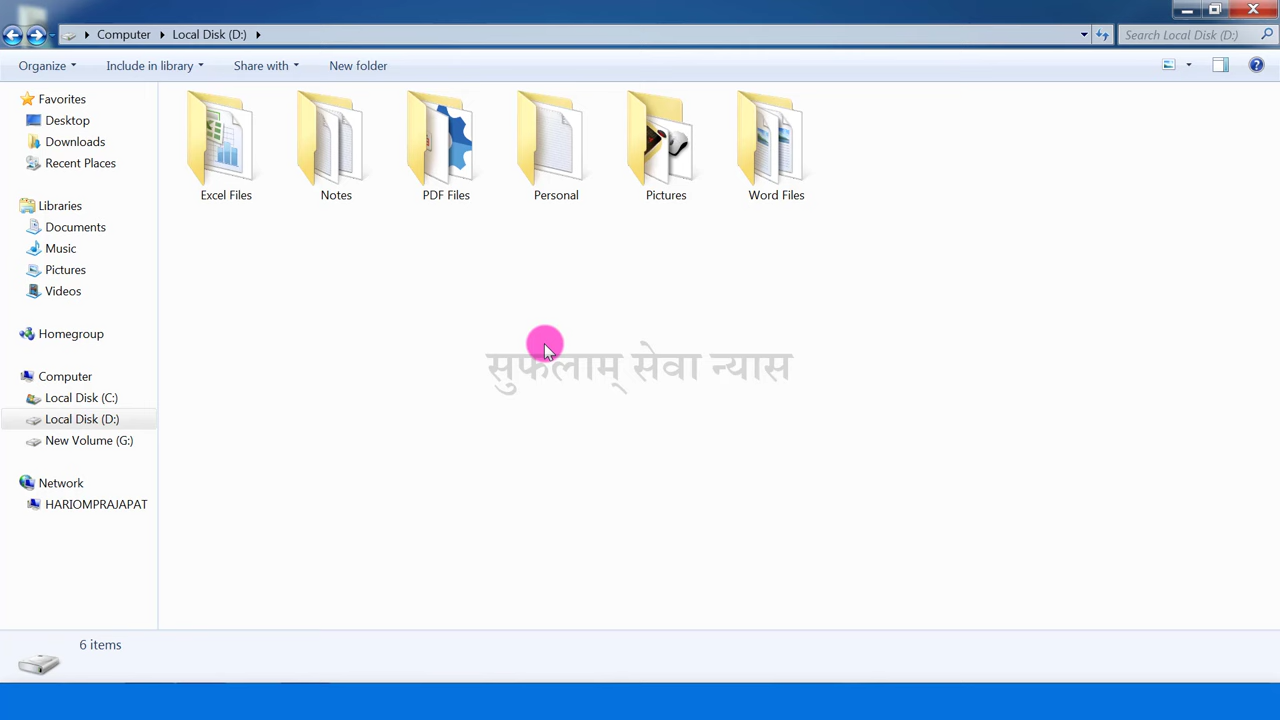 Computer Local Disk (D:) Search Local Disk (D:)
Organize Include in library Share with New folder
Favorites
Desktop
Downloads
Recent Places
Libraries
Documents
Music
Pictures
Videos
Homegroup
Computer
Local Disk (C:)
Local Disk (D:)
New Volume (G:)
Network
HARIOMPRAJAPAT
Excel Files Notes PDF Files Personal Pictures Word Files
सुफलाम् सेवा न्यास
6 items